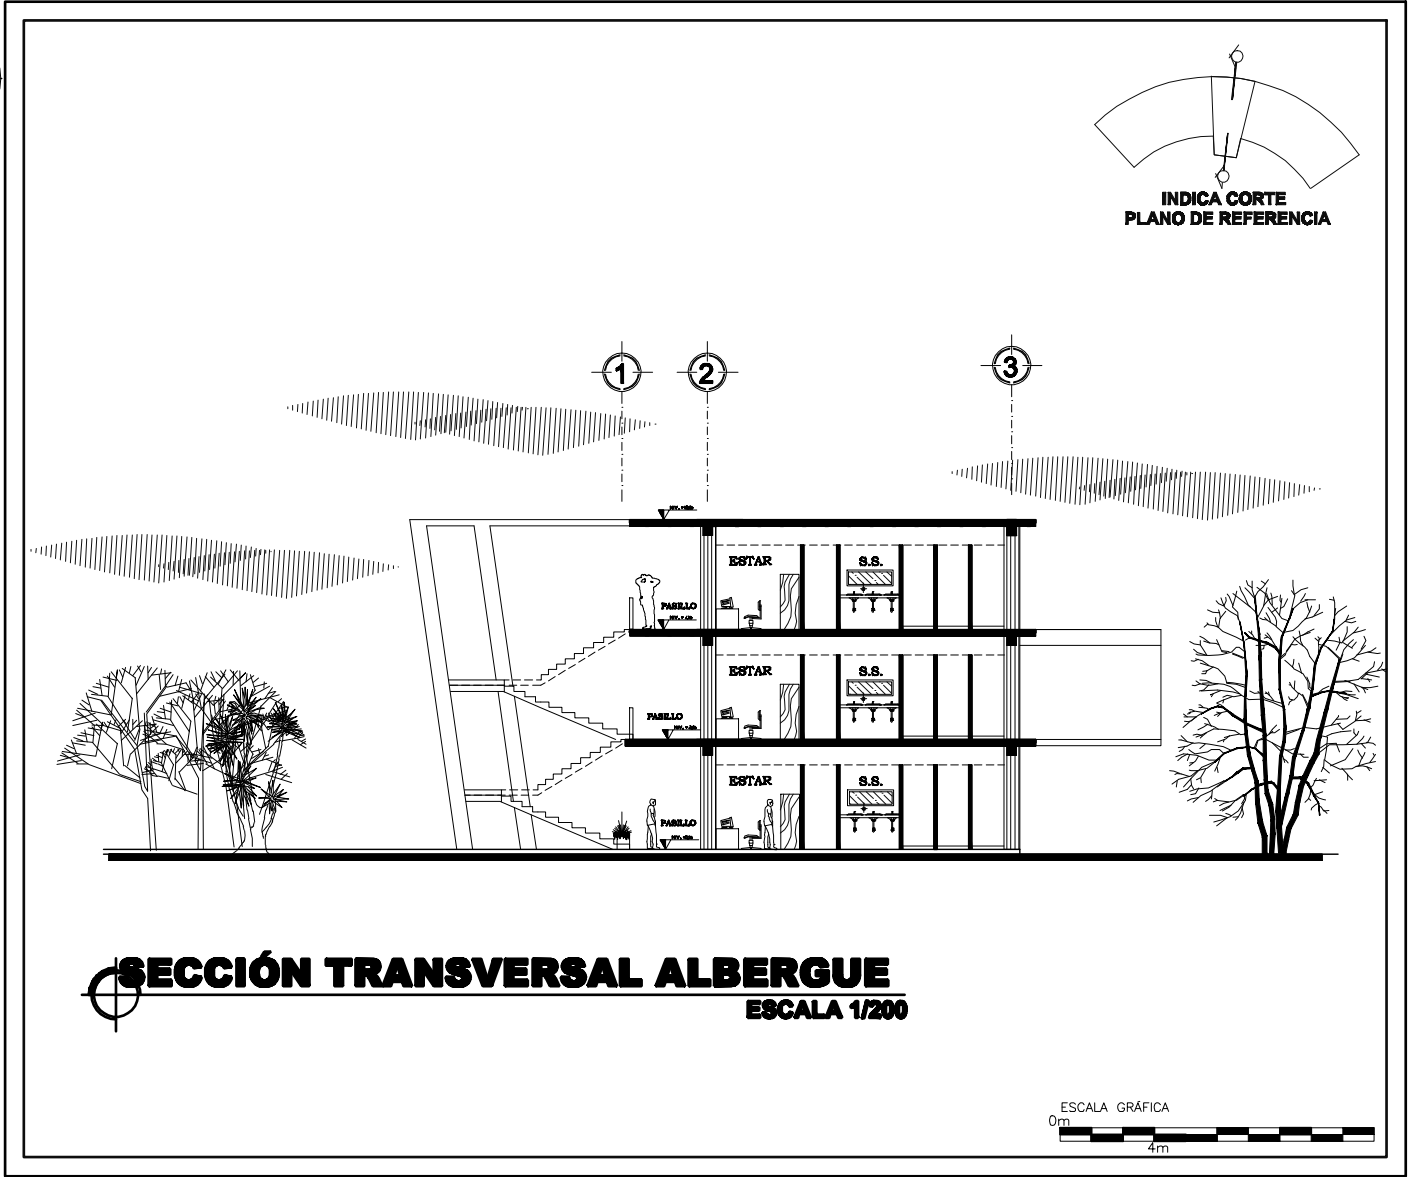 INDICA CORTE
PLANO DE REFERENCIA
1
2
3
ESTAR
S.S.
PASILLO
ESTAR
S.S.
PASILLO
ESTAR
S.S.
PASILLO
SECCIÓN TRANSVERSAL ALBERGUE
ESCALA 1/200
ESCALA GRÁFICA
0m
4m